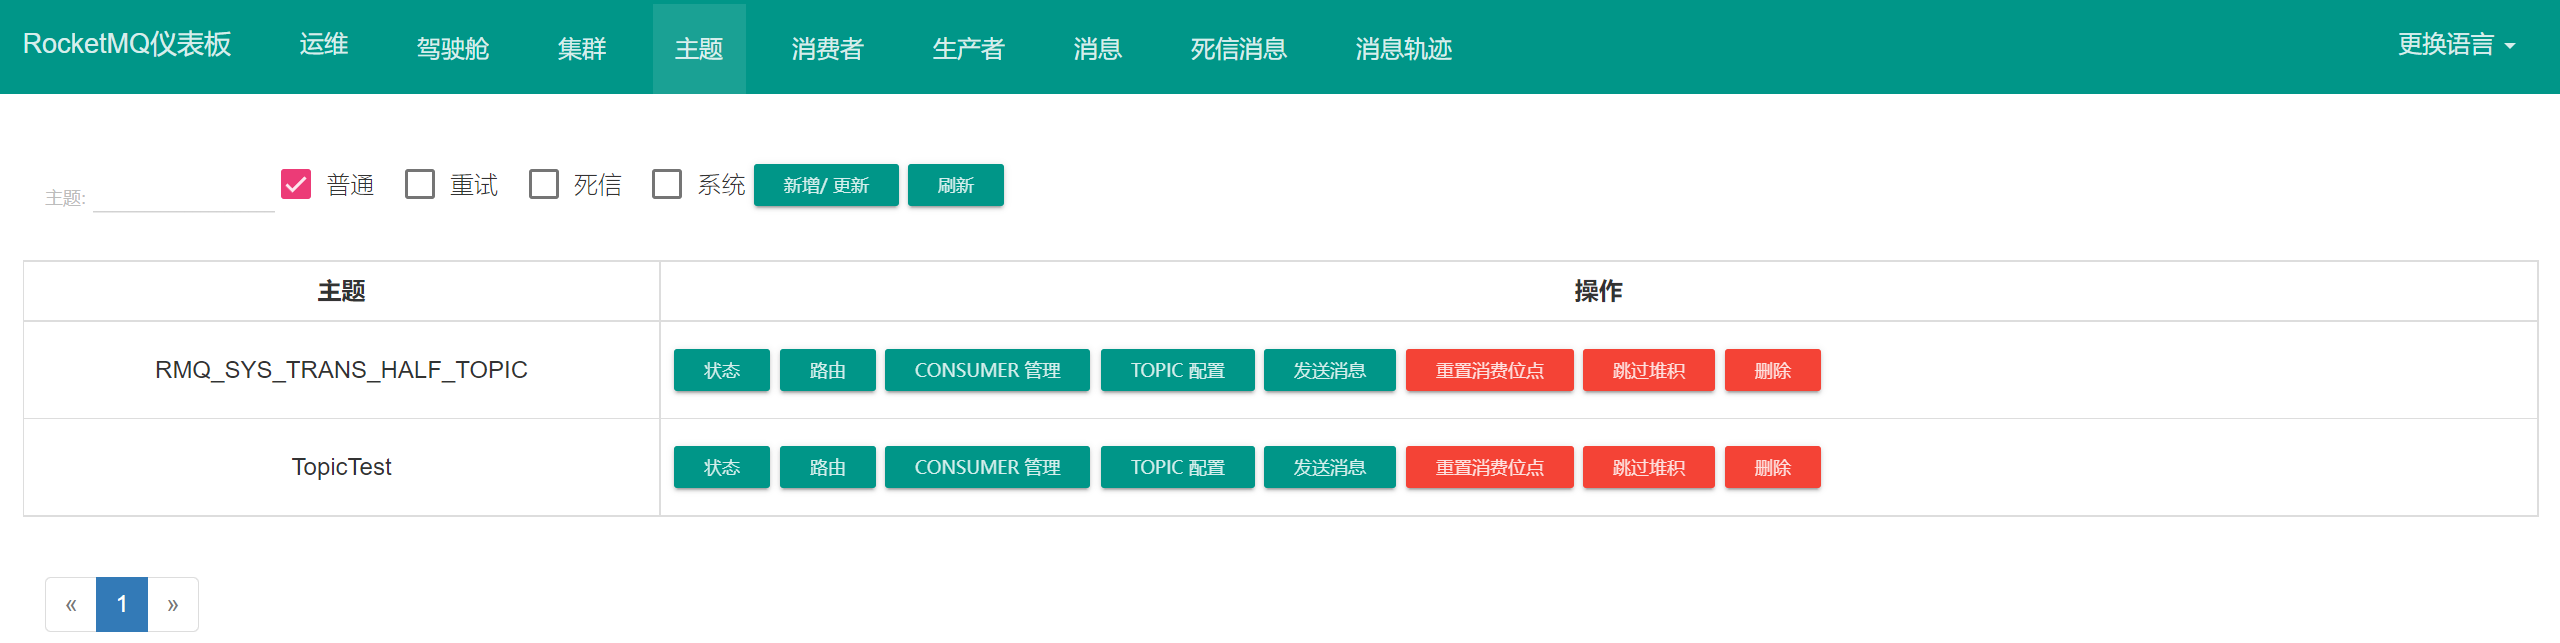 RocketMQ仪表板 运维 驾驶舱 集群 主题 消费者 生产者 消息 死信消息 消息轨迹 更换语言
主题: 普通 重试 死信 系统 新增/ 更新 刷新
主题 操作
RMQ_SYS_TRANS_HALF_TOPIC 状态 路由 CONSUMER 管理 TOPIC 配置 发送消息 重置消费位点 跳过堆积 删除
TopicTest 状态 路由 CONSUMER 管理 TOPIC 配置 发送消息 重置消费位点 跳过堆积 删除
« 1 »